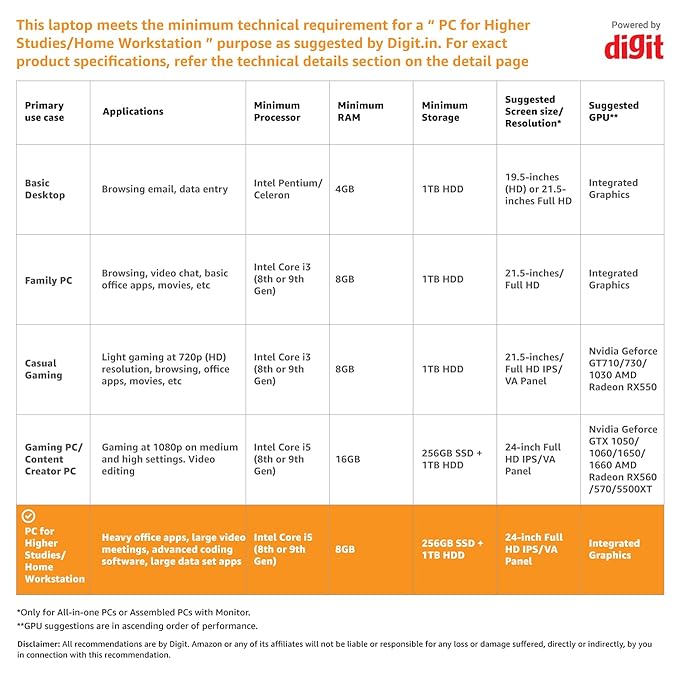 This laptop meets the minimum technical requirement for a “ PC for Higher
Studies/Home Workstation ” purpose as suggested by Digit.in. For exact
product specifications, refer the technical details section on the detail page
Powered by
digit
Primary
use case
Applications
Minimum
Processor
Minimum
RAM
Minimum
Storage
Suggested
Screen size/
Resolution*
Suggested
GPU**
Basic
Desktop
Browsing email, data entry
Intel Pentium/
Celeron
4GB
1TB HDD
19.5-inches
(HD) or 21.5-
inches Full HD
Integrated
Graphics
Family PC
Browsing, video chat, basic
office apps, movies, etc
Intel Core i3
(8th or 9th
Gen)
8GB
1TB HDD
21.5-inches/
Full HD
Integrated
Graphics
Casual
Gaming
Light gaming at 720p (HD)
resolution, browsing, office
apps, movies, etc
Intel Core i3
(8th or 9th
Gen)
8GB
1TB HDD
21.5-inches/
Full HD IPS/
VA Panel
Nvidia Geforce
GT710/730/
1030 AMD
Radeon RX550
Gaming PC/
Content
Creator PC
Gaming at 1080p on medium
and high settings. Video
editing
Intel Core i5
(8th or 9th
Gen)
16GB
256GB SSD +
1TB HDD
24-inch Full
HD IPS/VA
Panel
Nvidia Geforce
GTX 1050/
1060/1650/
1660 AMD
Radeon RX560
/570/5500XT
PC for
Higher
Studies/
Home
Workstation
Heavy office apps, large video
meetings, advanced coding
software, large data set apps
Intel Core i5
(8th or 9th
Gen)
8GB
256GB SSD +
1TB HDD
24-inch Full
HD IPS/VA
Panel
Integrated
Graphics
*Only for All-in-one PCs or Assembled PCs with Monitor.
**GPU suggestions are in ascending order of performance.
Disclaimer: All recommendations are by Digit. Amazon or any of its affiliates will not be liable or responsible for any loss or damage suffered, directly or indirectly, by you
in connection with this recommendation.